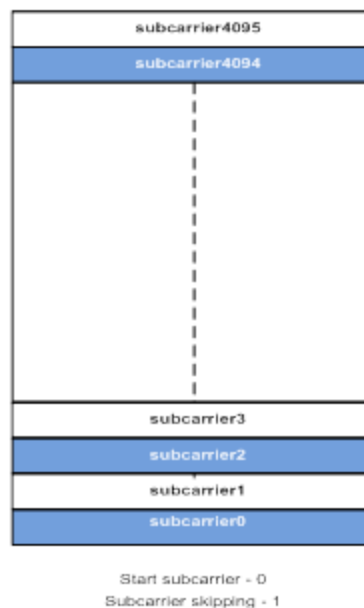 subcarrier4095
subcarrier4094
subcarrier3
subcarrier2
subcarrier1
subcarrier0
Start subcarrier - 0
Subcarrier skipping - 1